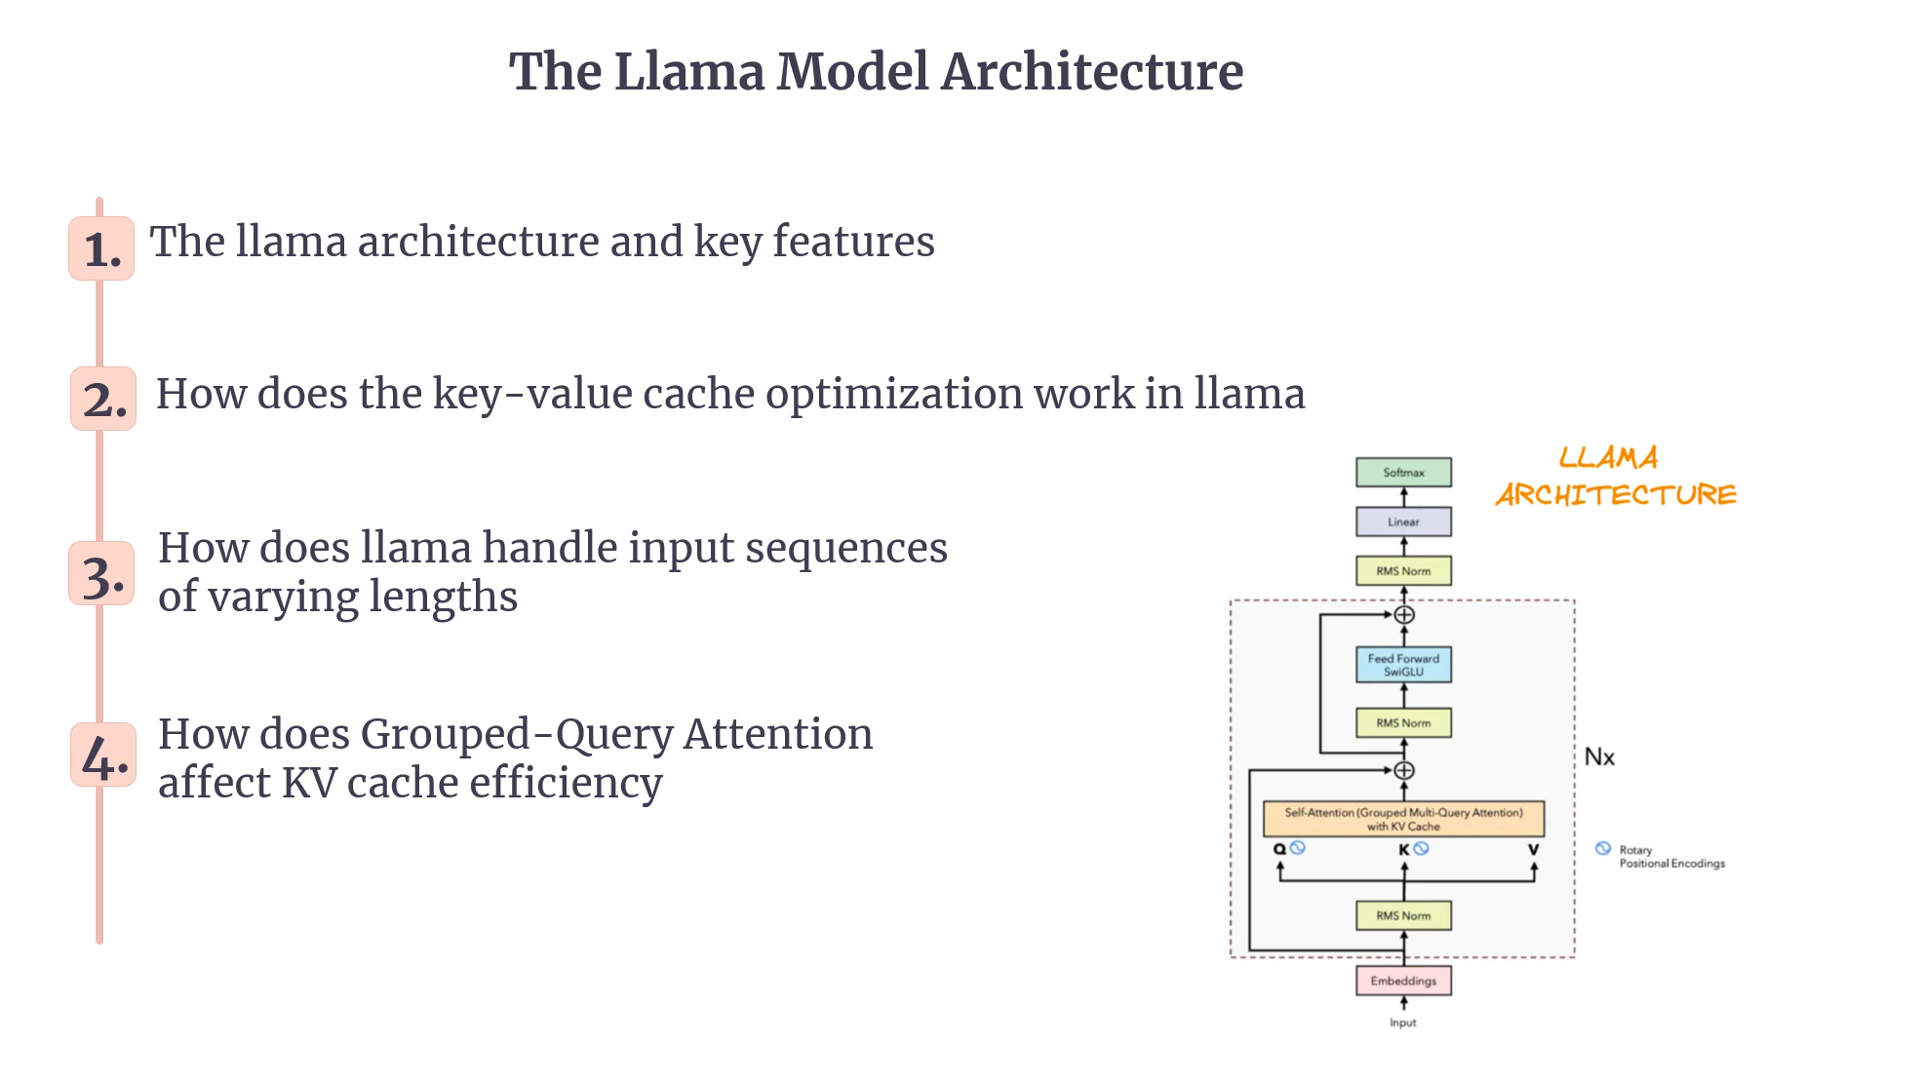 The Llama Model Architecture
1. The llama architecture and key features
2. How does the key-value cache optimization work in llama
3. How does llama handle input sequences
of varying lengths
4. How does Grouped-Query Attention
affect KV cache efficiency
LLAMA
ARCHITECTURE
Softmax
Linear
RMS Norm
Feed Forward
SwiGLU
RMS Norm
Nx
Self-Attention (Grouped Multi-Query Attention)
with KV Cache
Q K V
Rotary
Positional Encodings
RMS Norm
Embeddings
Input